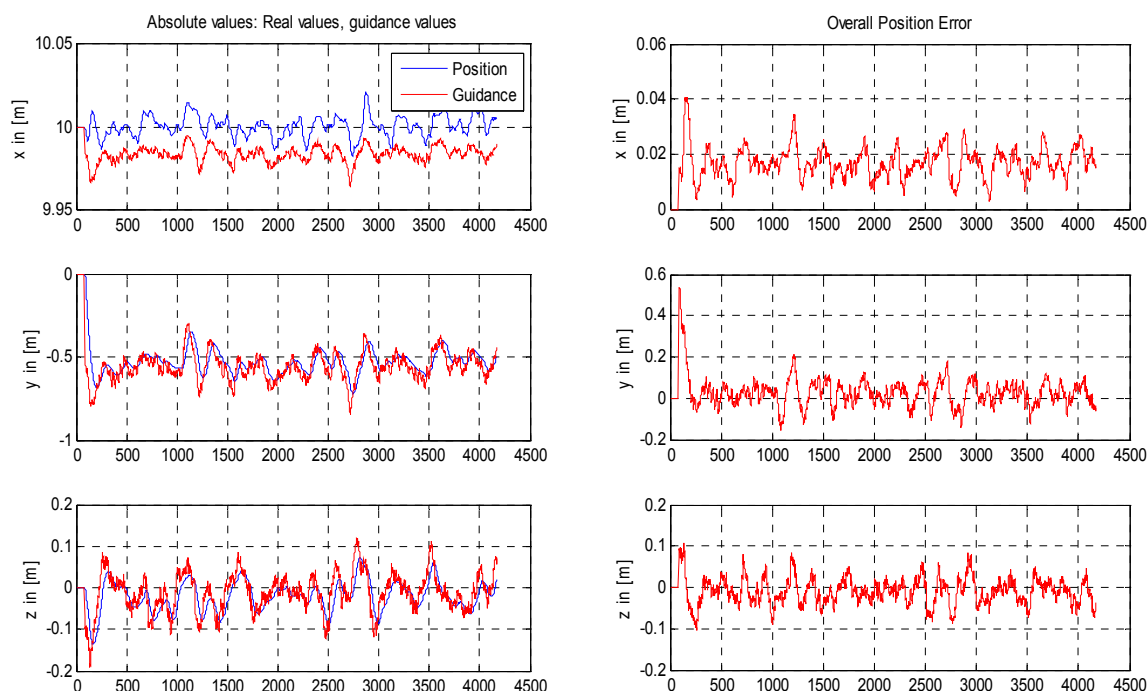 Absolute values: Real values, guidance values
10.05
10
9.95
x in [m]
Position
Guidance
0 500 1000 1500 2000 2500 3000 3500 4000 4500
Overall Position Error
0.06
0.04
0.02
0
x in [m]
0 500 1000 1500 2000 2500 3000 3500 4000 4500
0
-0.5
-1
y in [m]
0 500 1000 1500 2000 2500 3000 3500 4000 4500
0.6
0.4
0.2
0
-0.2
y in [m]
0 500 1000 1500 2000 2500 3000 3500 4000 4500
0.2
0.1
0
-0.1
-0.2
z in [m]
0 500 1000 1500 2000 2500 3000 3500 4000 4500
0.2
0.1
0
-0.1
-0.2
z in [m]
0 500 1000 1500 2000 2500 3000 3500 4000 4500